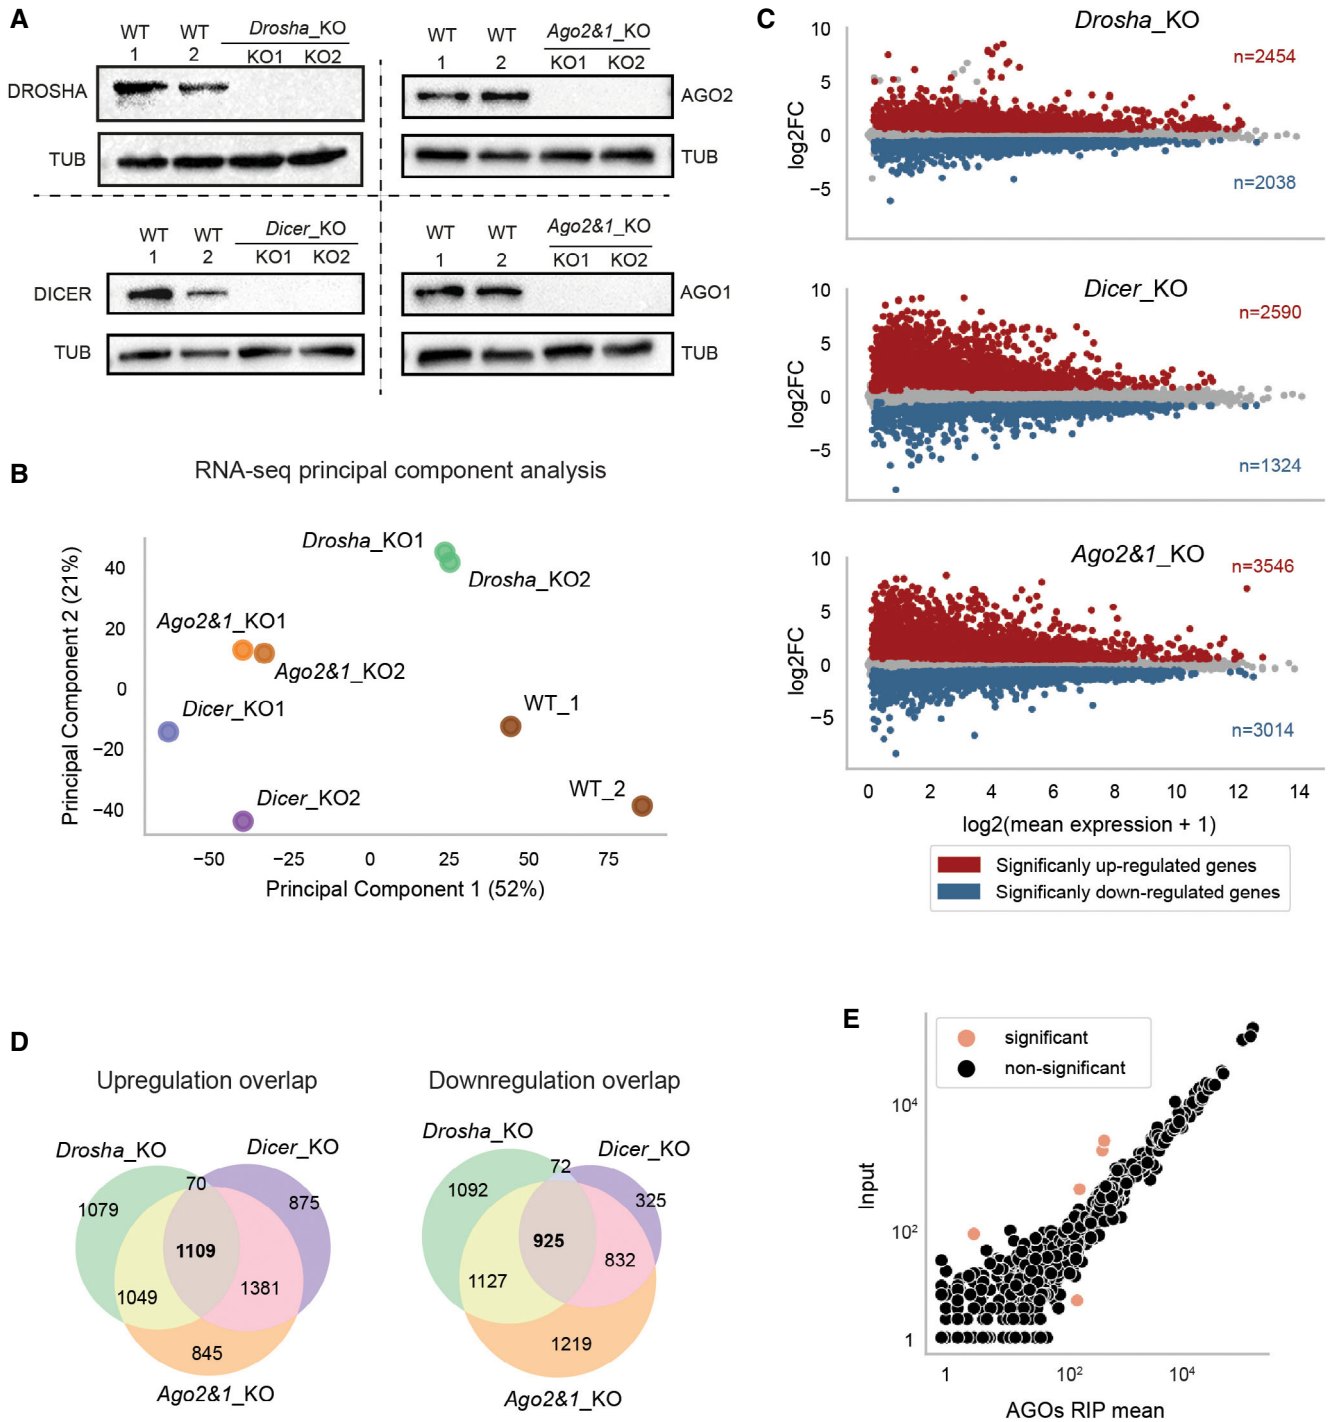 A
WT 1
WT 2
Drosha_KO
KO1 KO2
DROSHA
TUB
WT 1
WT 2
Ago2&1_KO
KO1 KO2
AGO2
TUB
WT 1
WT 2
Dicer_KO
KO1 KO2
DICER
TUB
WT 1
WT 2
Ago2&1_KO
KO1 KO2
AGO1
TUB
B
RNA-seq principal component analysis
Principal Component 2 (21%)
40
20
0
−20
−40
Drosha_KO1
Drosha_KO2
Ago2&1_KO1
Ago2&1_KO2
Dicer_KO1
Dicer_KO2
WT_1
WT_2
−50 −25 0 25 50 75
Principal Component 1 (52%)
C
Drosha_KO
log2FC
10
5
0
−5
n=2454
n=2038
Dicer_KO
log2FC
10
5
0
−5
n=2590
n=1324
Ago2&1_KO
log2FC
10
5
0
−5
n=3546
n=3014
0 2 4 6 8 10 12 14
log2(mean expression + 1)
Significanly up-regulated genes
Significanly down-regulated genes
D
Upregulation overlap
Drosha_KO
Dicer_KO
1079
70
875
1109
1049
1381
845
Ago2&1_KO
Downregulation overlap
Drosha_KO
Dicer_KO
1092
72
325
925
1127
832
1219
Ago2&1_KO
E
significant
non-significant
Input
10⁴
10²
1
1 10² 10⁴
AGOs RIP mean